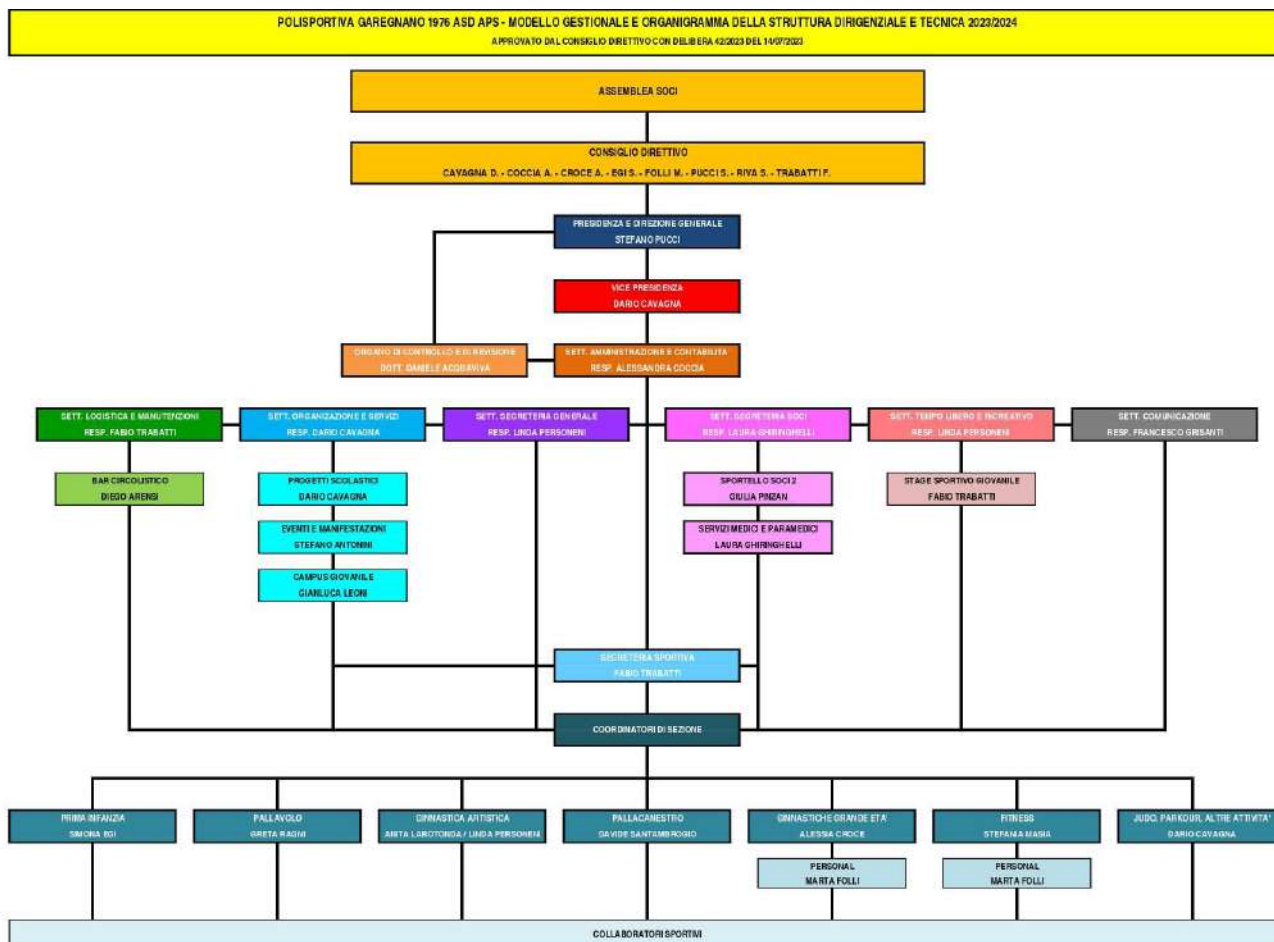 POLISPORTIVA GAREGNANO 1976 ASD APS - MODELLO GESTIONALE E ORGANIGRAMMA DELLA STRUTTURA DIRIGENZIALE E TECNICA 2023/2024
APPROVATO DAL CONSIGLIO DIRETTIVO CON DELIBERA 42/2023 DEL 14/07/2023
ASSEMBLEA SOCI
CONSIGLIO DIRETTIVO
CAVAGNA D. - COCCIA A. - CROCE A. - EGI S. - FOLLI M. - PUCCI S. - RIVA S. - TRABATTI F.
PRESIDENZA E DIREZIONE GENERALE
STEFANO PUCCI
VICE PRESIDENZA
DARIO CAVAGNA
ORGANO DI CONTROLLO E DI REVISIONE
DOTT. DANIELE ACQUAVIVA
SETT. AMMINISTRAZIONE E CONTABILITA'
RESP. ALESSANDRA COCCIA
SETT. LOGISTICA E MANUTENZIONI
RESP. FABIO TRABATTI
SETT. ORGANIZZAZIONE E SERVIZI
RESP. DARIO CAVAGNA
SETT. SEGRETERIA GENERALE
RESP. LINDA PERSONENI
SETT. SEGRETERIA SOCI
RESP. LAURA GHIRINGHELLI
SETT. TEMPO LIBERO E RICREATIVO
RESP. LINDA PERSONENI
SETT. COMUNICAZIONE
RESP. FRANCESCO GRISANTI
BAR CIRCOLISTICO
DIEGO ARENSI
PROGETTI SCOLASTICI
DARIO CAVAGNA
SPORTELLO SOCI 2
GIULIA PINZAN
STAGE SPORTIVO GIOVANILE
FABIO TRABATTI
EVENTI E MANIFESTAZIONI
STEFANO ANTONINI
SERVIZI MEDICI E PARAMEDICI
LAURA GHIRINGHELLI
CAMPUS GIOVANILE
GIANLUCA LEONI
SEGRETERIA SPORTIVA
FABIO TRABATTI
COORDINATORI DI SEZIONE
PRIMA INFANZIA
SIMONA EGI
PALLAVOLO
GRETA RAGNI
GINNASTICA ARTISTICA
ANITA LAROTONDA / LINDA PERSONENI
PALLACANESTRO
DAVIDE SANTAMBROGIO
GINNASTICHE GRANDE ETA'
ALESSIA CROCE
FITNESS
STEFANIA MASIA
JUDO, PARKOUR, ALTRE ATTIVITA'
DARIO CAVAGNA
PERSONAL
MARTA FOLLI
PERSONAL
MARTA FOLLI
COLLABORATORI SPORTIVI